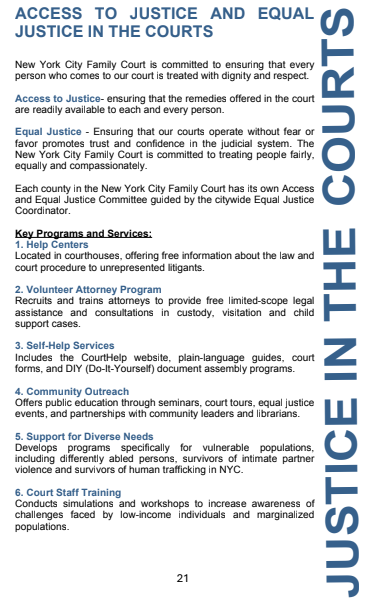 ACCESS TO JUSTICE AND EQUAL
JUSTICE IN THE COURTS
New York City Family Court is committed to ensuring that every
person who comes to our court is treated with dignity and respect.
Access to Justice- ensuring that the remedies offered in the court
are readily available to each and every person.
Equal Justice - Ensuring that our courts operate without fear or
favor promotes trust and confidence in the judicial system. The
New York City Family Court is committed to treating people fairly,
equally and compassionately.
Each county in the New York City Family Court has its own Access
and Equal Justice Committee guided by the citywide Equal Justice
Coordinator.
Key Programs and Services:
1. Help Centers
Located in courthouses, offering free information about the law and
court procedure to unrepresented litigants.
2. Volunteer Attorney Program
Recruits and trains attorneys to provide free limited-scope legal
assistance and consultations in custody, visitation and child
support cases.
3. Self-Help Services
Includes the CourtHelp website, plain-language guides, court
forms, and DIY (Do-It-Yourself) document assembly programs.
4. Community Outreach
Offers public education through seminars, court tours, equal justice
events, and partnerships with community leaders and librarians.
5. Support for Diverse Needs
Develops programs specifically for vulnerable populations,
including differently abled persons, survivors of intimate partner
violence and survivors of human trafficking in NYC.
6. Court Staff Training
Conducts simulations and workshops to increase awareness of
challenges faced by low-income individuals and marginalized
populations.
21
JUSTICE IN THE COURTS